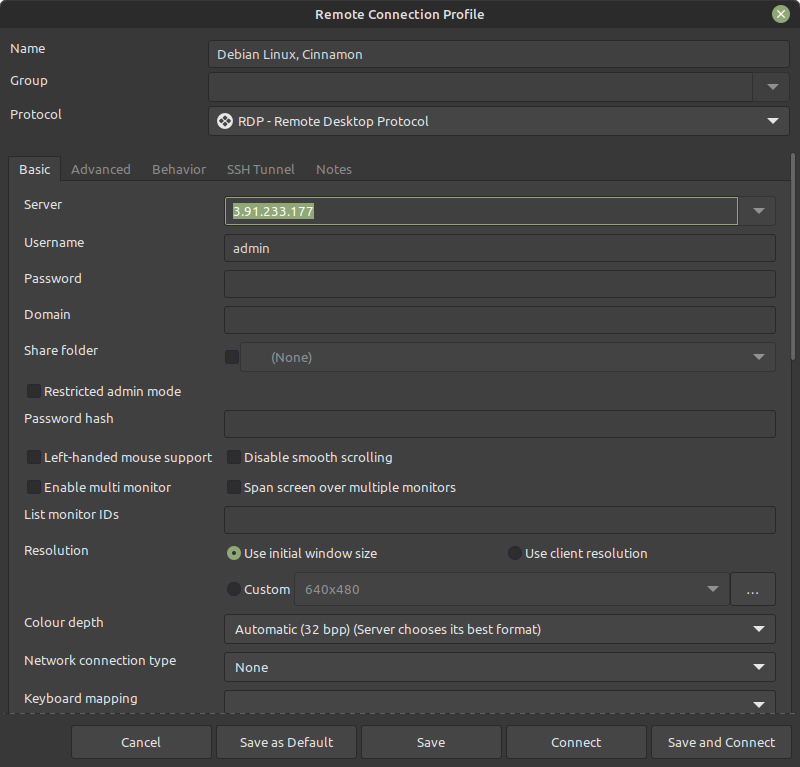 Remote Connection Profile
Name
Debian Linux, Cinnamon
Group
Protocol
RDP - Remote Desktop Protocol
Basic Advanced Behavior SSH Tunnel Notes
Server
3.91.233.177
Username
admin
Password
Domain
Share folder
(None)
Restricted admin mode
Password hash
Left-handed mouse support Disable smooth scrolling
Enable multi monitor Span screen over multiple monitors
List monitor IDs
Resolution
Use initial window size Use client resolution
Custom 640x480 ...
Colour depth
Automatic (32 bpp) (Server chooses its best format)
Network connection type
None
Keyboard mapping
Cancel Save as Default Save Connect Save and Connect